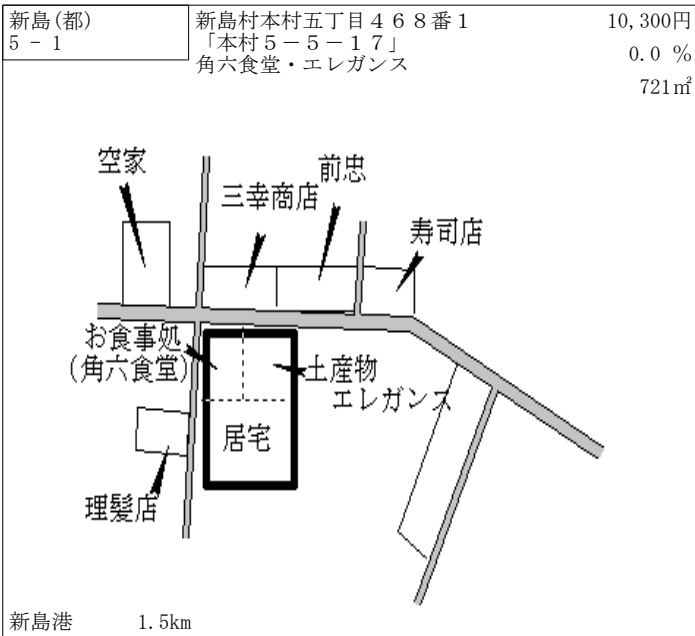 新島(都)
5 - 1
新島村本村五丁目４６８番１
「本村５－５－１７」
角六食堂・エレガンス
10,300円
0.0 %
721㎡
空家
三幸商店
前忠
寿司店
お食事処
(角六食堂)
土産物
エレガンス
居宅
理髪店
新島港 1.5km